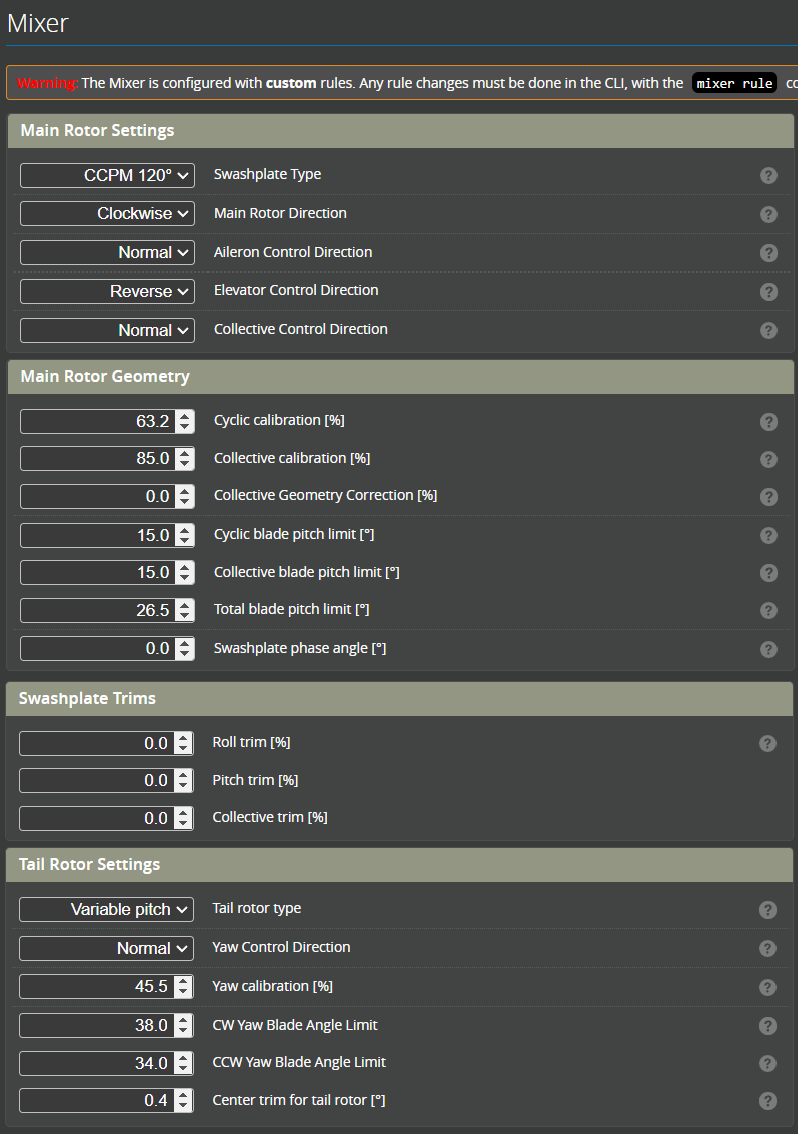 Mixer
Warning: The Mixer is configured with custom rules. Any rule changes must be done in the CLI, with the mixer rule co
Main Rotor Settings
CCPM 120° Swashplate Type ?
Clockwise Main Rotor Direction ?
Normal Aileron Control Direction ?
Reverse Elevator Control Direction ?
Normal Collective Control Direction ?
Main Rotor Geometry
63.2 Cyclic calibration [%] ?
85.0 Collective calibration [%] ?
0.0 Collective Geometry Correction [%] ?
15.0 Cyclic blade pitch limit [°] ?
15.0 Collective blade pitch limit [°] ?
26.5 Total blade pitch limit [°] ?
0.0 Swashplate phase angle [°] ?
Swashplate Trims
0.0 Roll trim [%] ?
0.0 Pitch trim [%]
0.0 Collective trim [%]
Tail Rotor Settings
Variable pitch Tail rotor type ?
Normal Yaw Control Direction ?
45.5 Yaw calibration [%] ?
38.0 CW Yaw Blade Angle Limit ?
34.0 CCW Yaw Blade Angle Limit ?
0.4 Center trim for tail rotor [°] ?